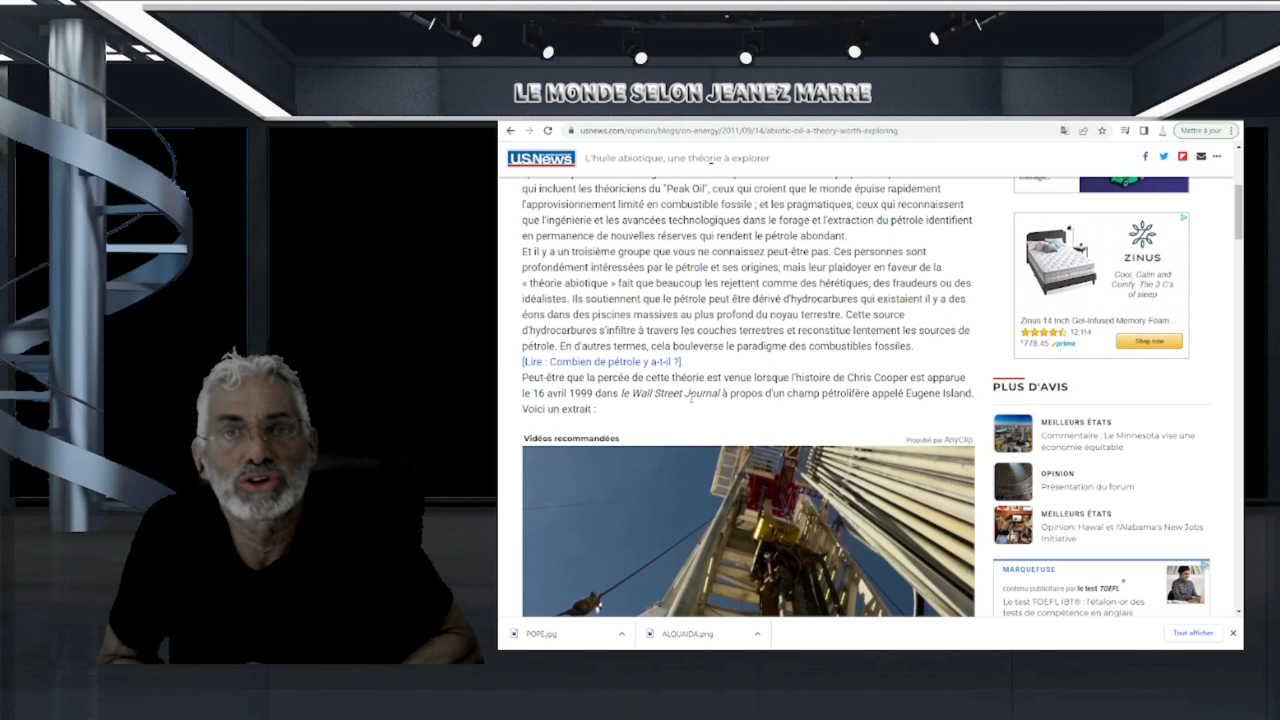 LE MONDE SELON JEANEZ MARRE
usnews.com/opinion/blogs/on-energy/2011/09/14/abiotic-oil-a-theory-worth-exploring
Mettre à jour
U.S.News
L'huile abiotique, une théorie à explorer
qui incluent les théoriciens du "Peak Oil", ceux qui croient que le monde épuise rapidement
l'approvisionnement limité en combustible fossile ; et les pragmatiques, ceux qui reconnaissent
que l'ingénierie et les avancées technologiques dans le forage et l'extraction du pétrole identifient
en permanence de nouvelles réserves qui rendent le pétrole abondant.
Et il y a un troisième groupe que vous ne connaissez peut-être pas. Ces personnes sont
profondément intéressées par le pétrole et ses origines, mais leur plaidoyer en faveur de la
« théorie abiotique » fait que beaucoup les rejettent comme des hérétiques, des fraudeurs ou des
idéalistes. Ils soutiennent que le pétrole peut être dérivé d'hydrocarbures qui existaient il y a des
éons dans des piscines massives au plus profond du noyau terrestre. Cette source
d'hydrocarbures s'infiltre à travers les couches terrestres et reconstitue lentement les sources de
pétrole. En d'autres termes, cela bouleverse le paradigme des combustibles fossiles.
[Lire : Combien de pétrole y a-t-il ?]
Peut-être que la percée de cette théorie est venue lorsque l'histoire de Chris Cooper est apparue
le 16 avril 1999 dans le Wall Street Journal à propos d'un champ pétrolifère appelé Eugene Island.
Voici un extrait :
Vidéos recommandées
Propulsé par AnyClip
ZINUS
Cool, Calm and
Comfy. The 3 C's
of sleep
Zinus 14 Inch Gel-Infused Memory Foam ...
12,114
$778.45 prime
Shop now
PLUS D'AVIS
MEILLEURS ÉTATS
Commentaire : Le Minnesota vise une
économie équitable
OPINION
Présentation du forum
MEILLEURS ÉTATS
Opinion: Hawaï et l'Alabama's New Jobs
Initiative
MARQUEFUSE
contenu publicitaire par le test TOEFL®
Le test TOEFL iBT® : l'étalon-or des
tests de compétence en anglais
POPE.jpg
ALQUAIDA.png
Tout afficher